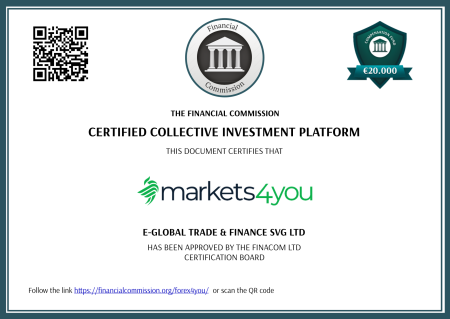 Financial
Commission
COMPENSATION FUND
€20.000
THE FINANCIAL COMMISSION
CERTIFIED COLLECTIVE INVESTMENT PLATFORM
THIS DOCUMENT CERTIFIES THAT
markets4you
E-GLOBAL TRADE & FINANCE SVG LTD
HAS BEEN APPROVED BY THE FINACOM LTD
CERTIFICATION BOARD
Follow the link https://financialcommission.org/forex4you/ or scan the QR code